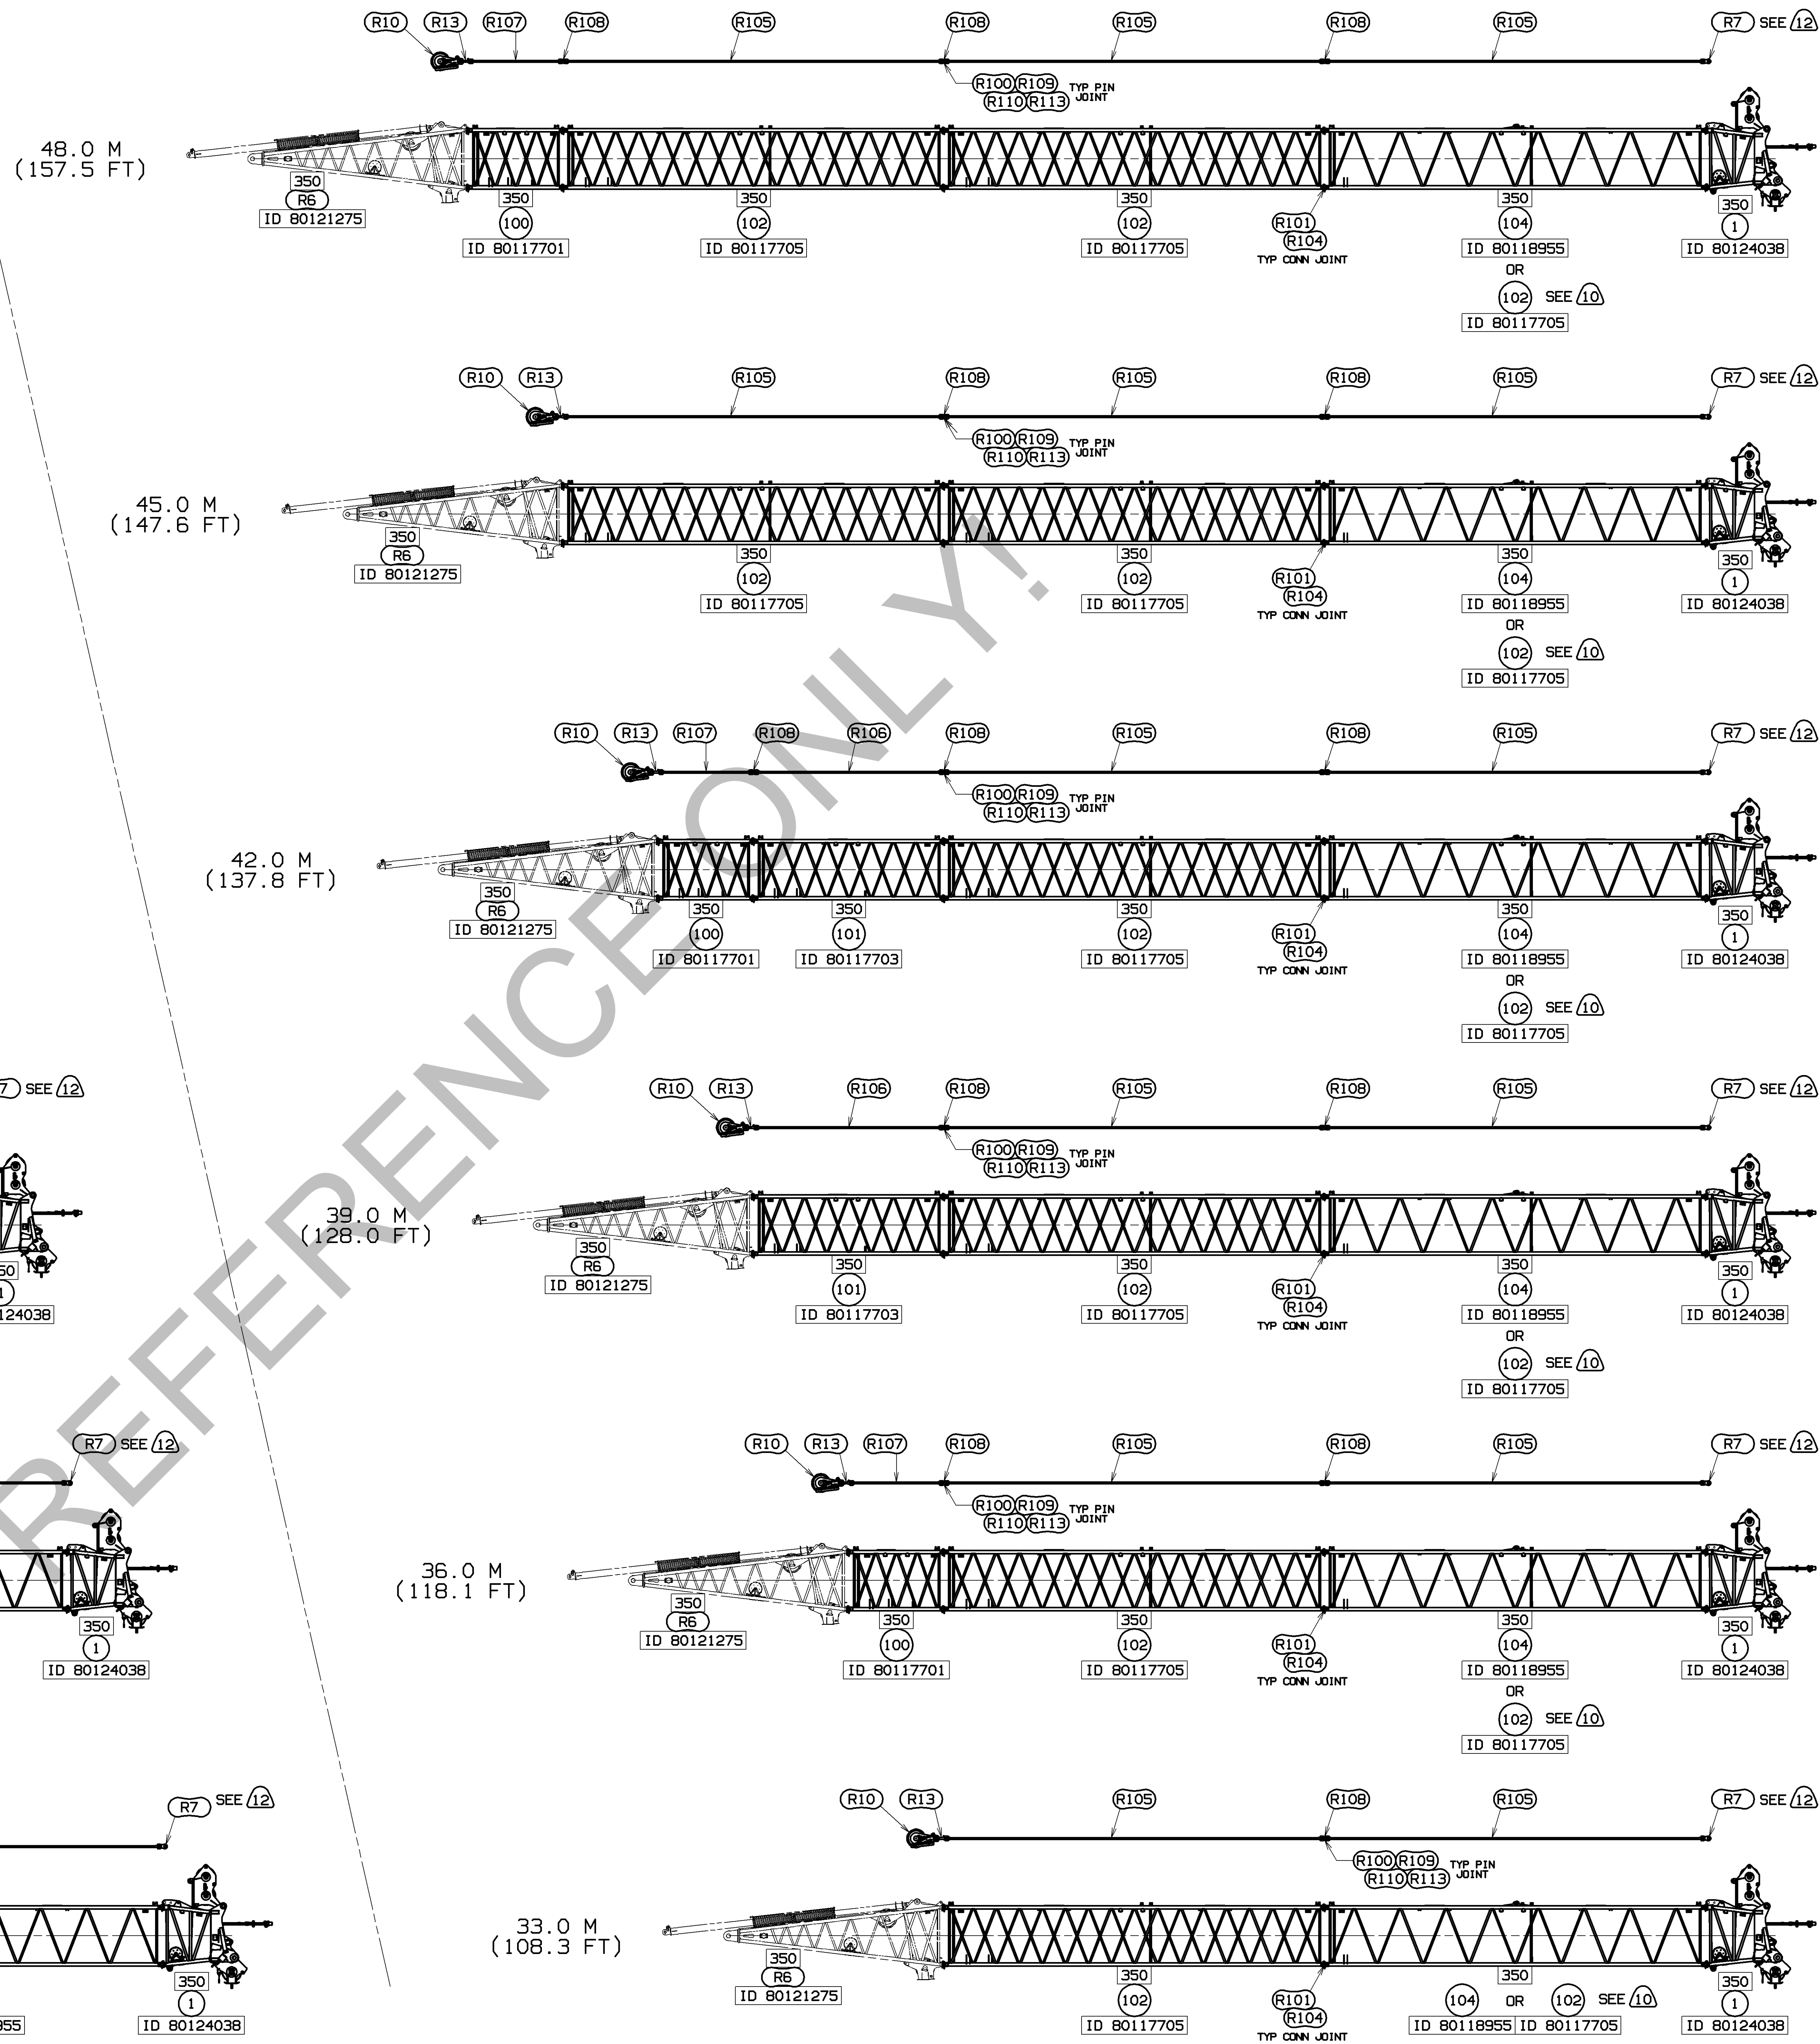 R10 R13 R107 R108 R105 R108 R105 R108 R105 R7 SEE 12
R100 R109 TYP PIN
R110 R113 JOINT
48.0 M
(157.5 FT)
350 350 350 350 350 350
R6 100 102 102 R101 104 1
R104
ID 80121275 ID 80117701 ID 80117705 ID 80117705 ID 80118955 ID 80124038
TYP CONN JOINT
OR
102 SEE 10
ID 80117705
R10 R13 R105 R108 R105 R108 R105 R7 SEE 12
R100 R109 TYP PIN
R110 R113 JOINT
45.0 M
(147.6 FT)
350 350 350 350 350
R6 102 102 R101 104 1
R104
ID 80121275 ID 80117705 ID 80117705 ID 80118955 ID 80124038
TYP CONN JOINT
OR
102 SEE 10
ID 80117705
R10 R13 R107 R108 R106 R108 R105 R108 R105 R7 SEE 12
R100 R109 TYP PIN
R110 R113 JOINT
42.0 M
(137.8 FT)
350 350 350 350 350 350
R6 100 101 102 R101 104 1
R104
ID 80121275 ID 80117701 ID 80117703 ID 80117705 ID 80118955 ID 80124038
TYP CONN JOINT
OR
102 SEE 10
ID 80117705
7 SEE 12
R10 R13 R106 R108 R105 R108 R105 R7 SEE 12
R100 R109 TYP PIN
R110 R113 JOINT
39.0 M
(128.0 FT)
50
1
124038
350 350 350 350 350
R6 101 102 R101 104 1
R104
ID 80121275 ID 80117703 ID 80117705 ID 80118955 ID 80124038
TYP CONN JOINT
OR
102 SEE 10
ID 80117705
R7 SEE 12
R10 R13 R107 R108 R105 R108 R105 R7 SEE 12
R100 R109 TYP PIN
R110 R113 JOINT
36.0 M
(118.1 FT)
350
1
ID 80124038
350 350 350 350 350
R6 100 102 R101 104 1
R104
ID 80121275 ID 80117701 ID 80117705 ID 80118955 ID 80124038
TYP CONN JOINT
OR
102 SEE 10
ID 80117705
R7 SEE 12
R10 R13 R105 R108 R105 R7 SEE 12
R100 R109 TYP PIN
R110 R113 JOINT
33.0 M
(108.3 FT)
350
1
955 ID 80124038
350 350 350 350
R6 102 R101 104 OR 102 SEE 10 1
R104
ID 80121275 ID 80117705 ID 80118955 ID 80117705 ID 80124038
TYP CONN JOINT
REFERENCE ONLY!